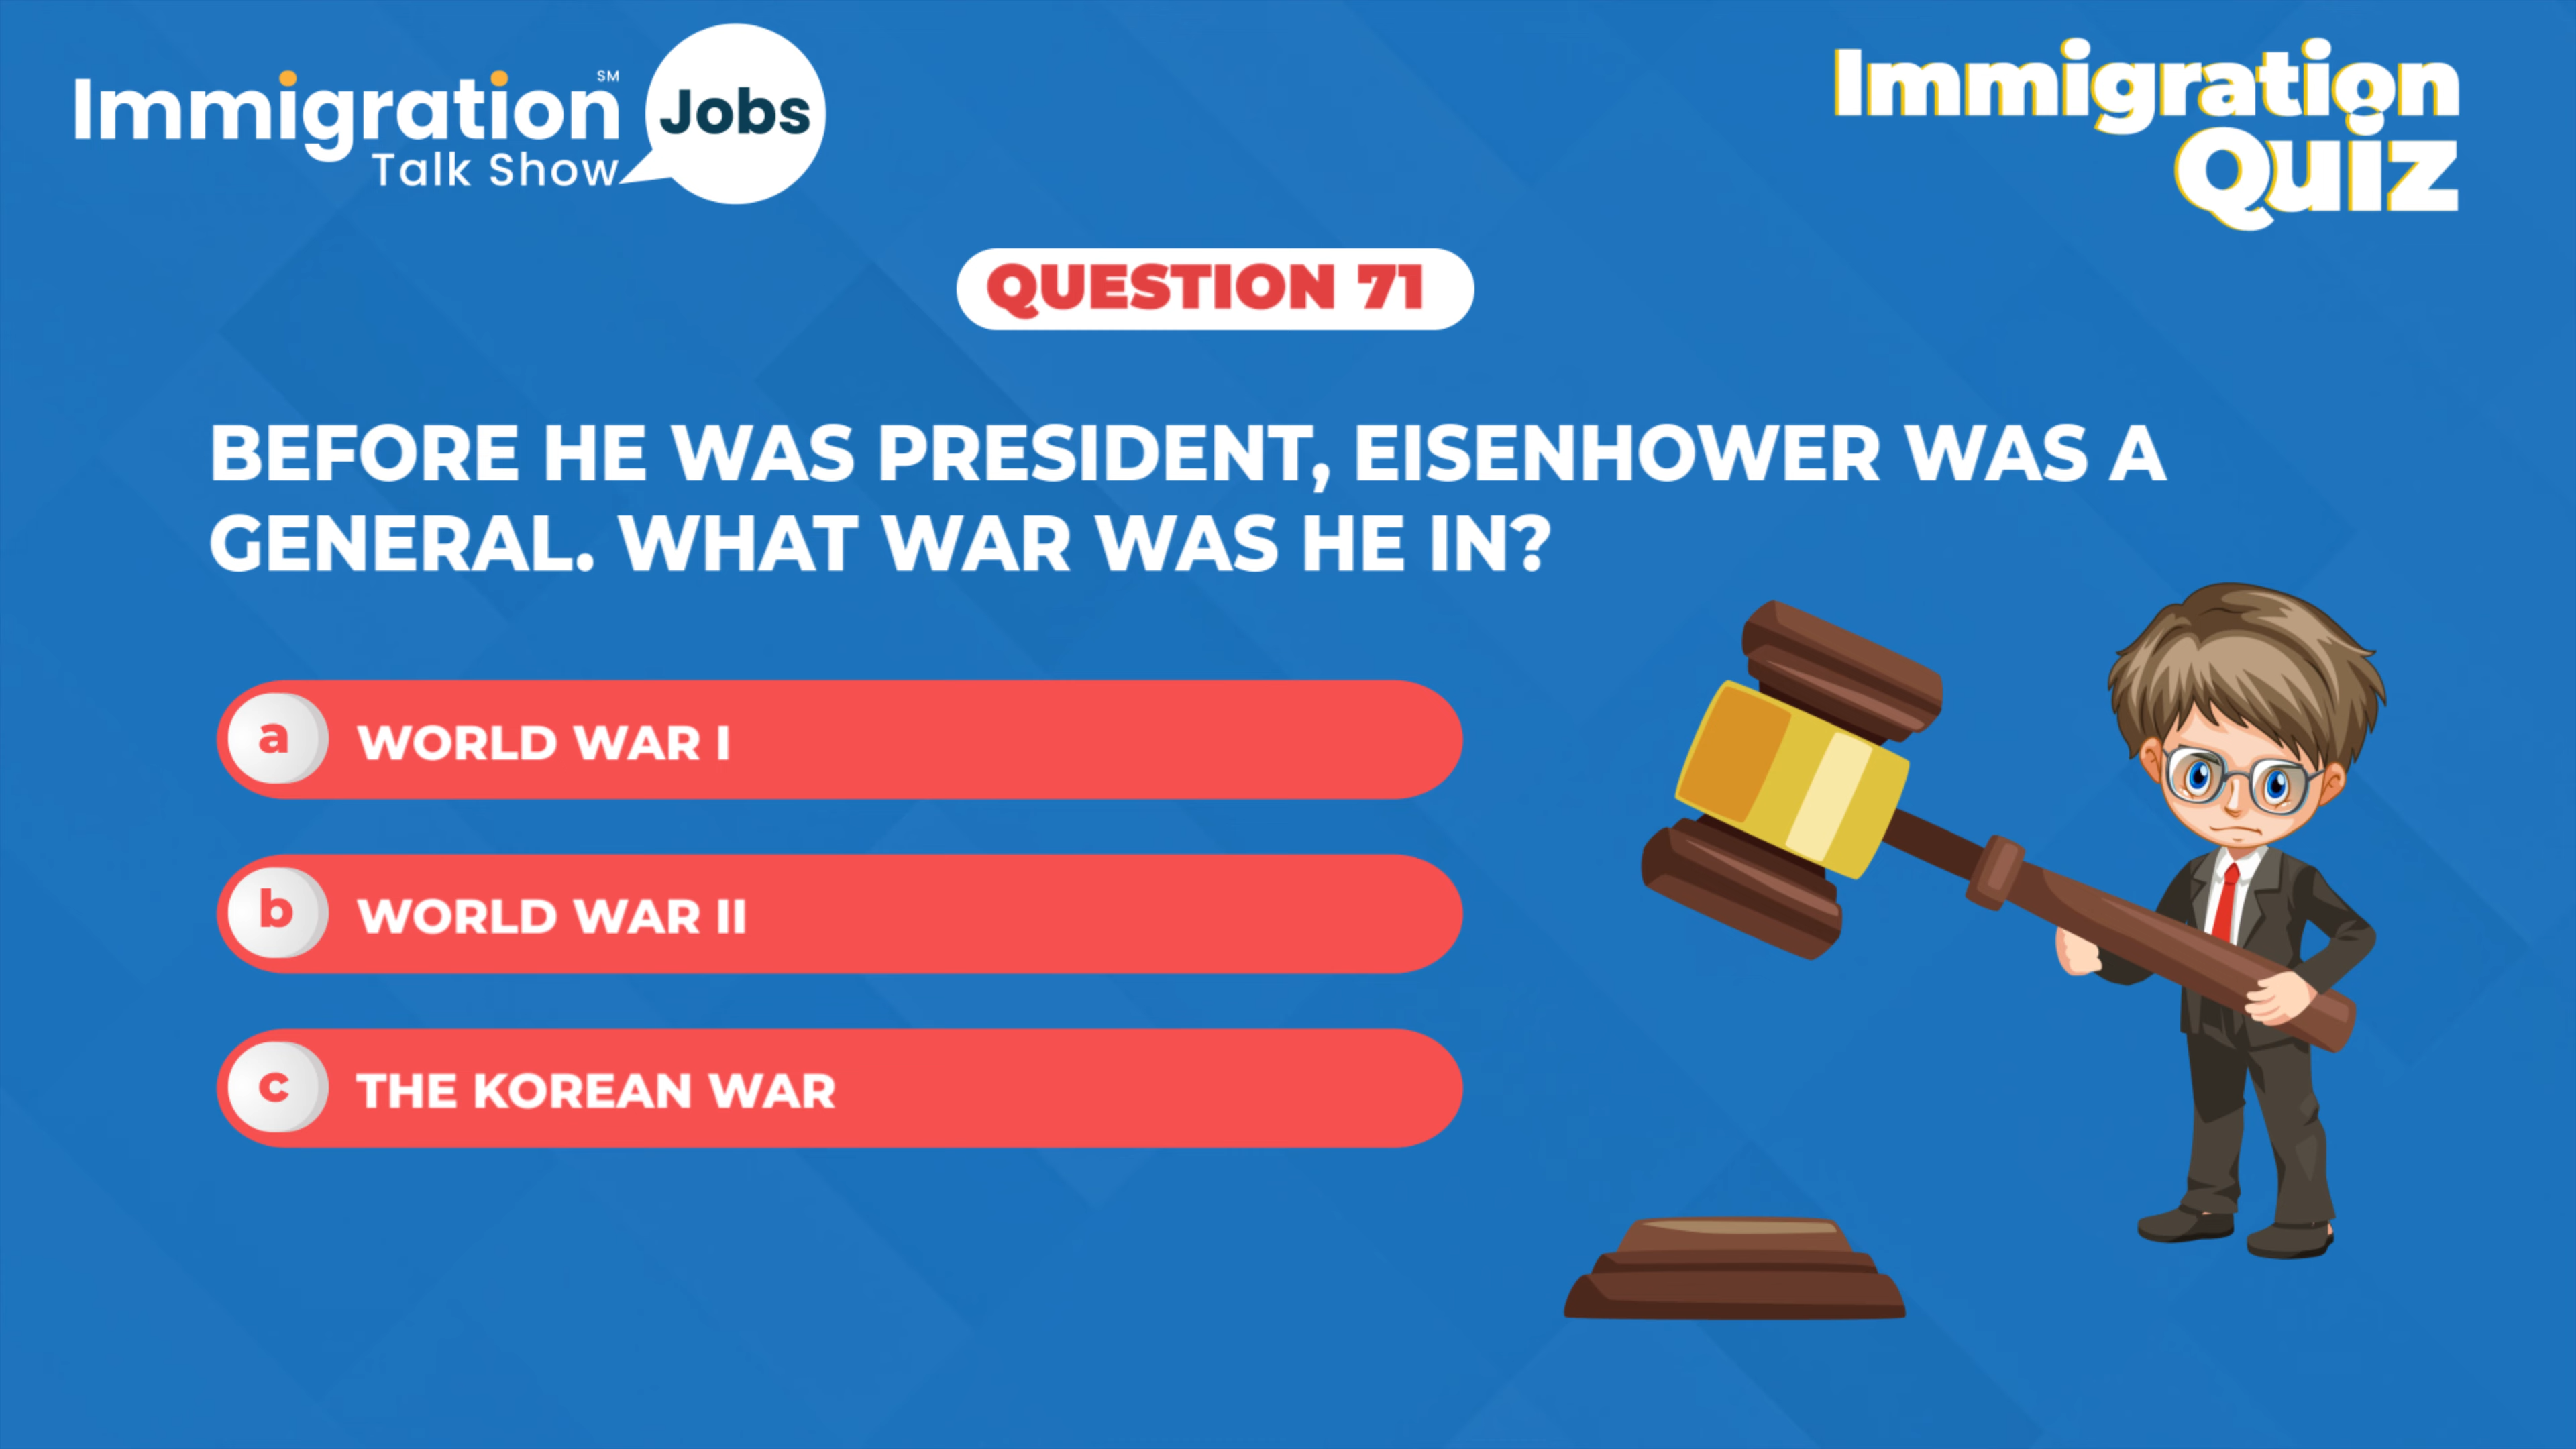 Immigration SM
Talk Show
Jobs
Immigration
Quiz
QUESTION 71
BEFORE HE WAS PRESIDENT, EISENHOWER WAS A
GENERAL. WHAT WAR WAS HE IN?
a WORLD WAR I
b WORLD WAR II
c THE KOREAN WAR